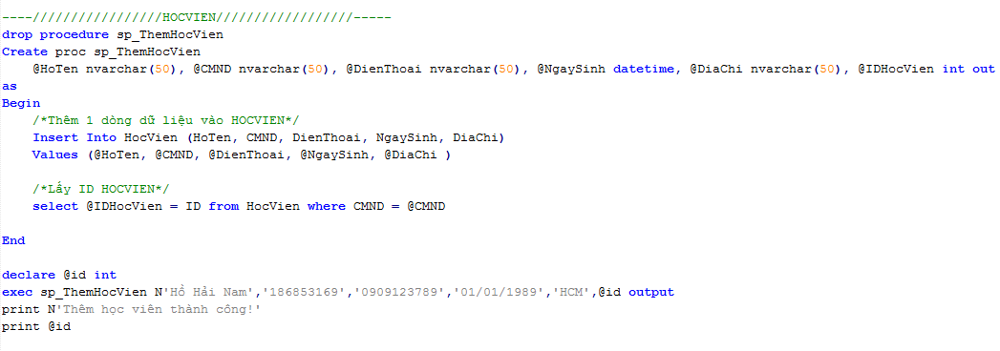 ----/////////////////HOCVIEN//////////////////-----
drop procedure sp_ThemHocVien
Create proc sp_ThemHocVien
@HoTen nvarchar(50), @CMND nvarchar(50), @DienThoai nvarchar(50), @NgaySinh datetime, @DiaChi nvarchar(50), @IDHocVien int out
as
Begin
/*Thêm 1 dòng dữ liệu vào HOCVIEN*/
Insert Into HocVien (HoTen, CMND, DienThoai, NgaySinh, DiaChi)
Values (@HoTen, @CMND, @DienThoai, @NgaySinh, @DiaChi )
/*Lấy ID HOCVIEN*/
select @IDHocVien = ID from HocVien where CMND = @CMND
End
declare @id int
exec sp_ThemHocVien N'Hồ Hải Nam','186853169','0909123789','01/01/1989','HCM',@id output
print N'Thêm học viên thành công!'
print @id